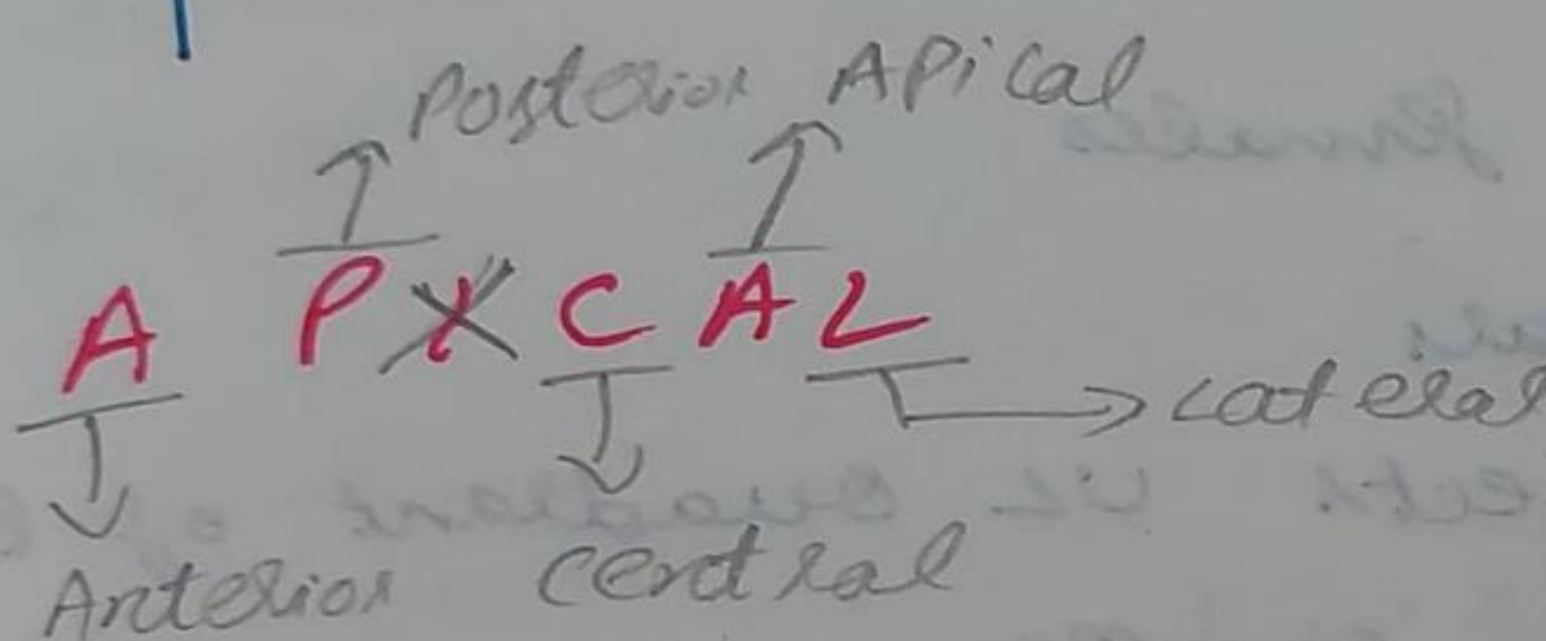 Posterior Apical
A P I C A L
Lateral
Anterior Central